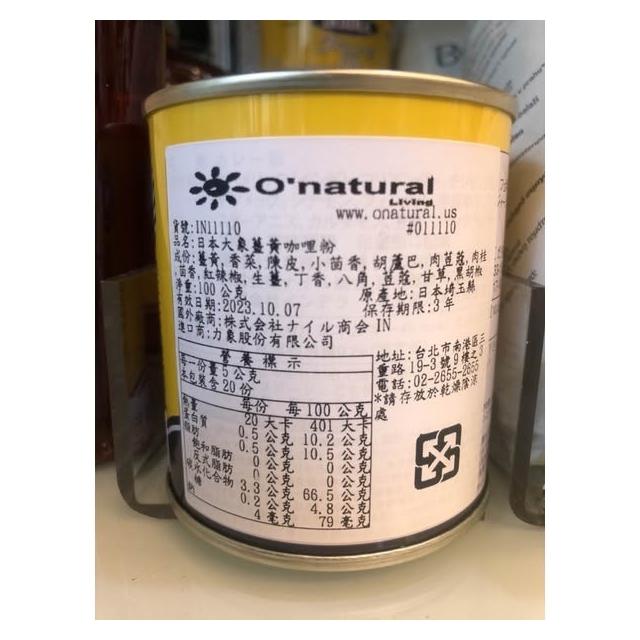 O'natural
Living
www.onatural.us
貨號:IN11110 #011110
品名:日本大象薑黃咖哩粉
成份:薑黃,香菜,陳皮,小茴香,胡蘆巴,肉荳蔻,肉桂
茴香,紅辣椒,生薑,丁香,八角,荳蔻,甘草,黑胡椒
淨重:100公克 原產地:日本埼玉縣
有效日期:2023.10.07 保存期限:3年
國外廠商:株式会社ナイル商会 IN
進口商:力象股份有限公司
營養標示
每一份量5公克
本包裝含20份
每份 每100公克
熱量 20大卡 401大卡
蛋白質 0.5公克 10.2公克
脂肪 0.5公克 10.5公克
飽和脂肪 0公克 0公克
反式脂肪 0公克 0公克
碳水化合物 3.3公克 66.5公克
糖 0.2公克 4.8公克
鈉 4毫克 79毫克
地址:台北市南港區三
重路19-3號9樓之3
電話:02-2655-2655
*請存放於乾燥陰涼
處